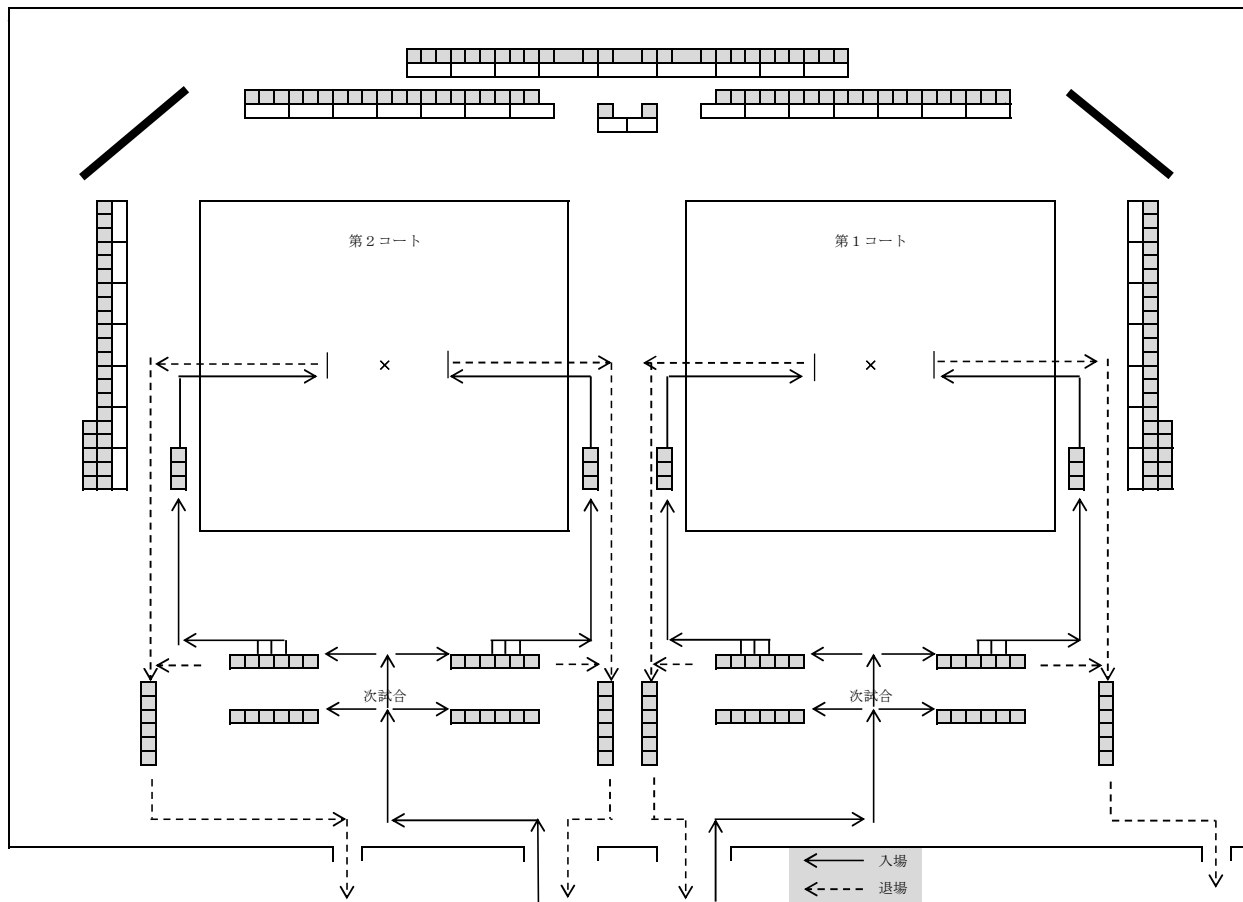 第２コート
第１コート
次試合
次試合
入場
退場